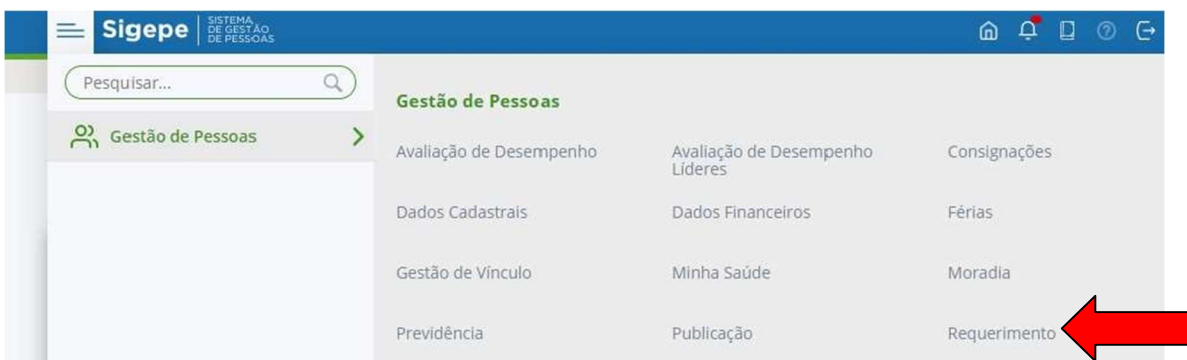 Sigepe
SISTEMA
DE GESTÃO
DE PESSOAS
Pesquisar...
Gestão de Pessoas
Gestão de Pessoas
Avaliação de Desempenho
Avaliação de Desempenho
Líderes
Consignações
Dados Cadastrais
Dados Financeiros
Férias
Gestão de Vínculo
Minha Saúde
Moradia
Previdência
Publicação
Requerimento